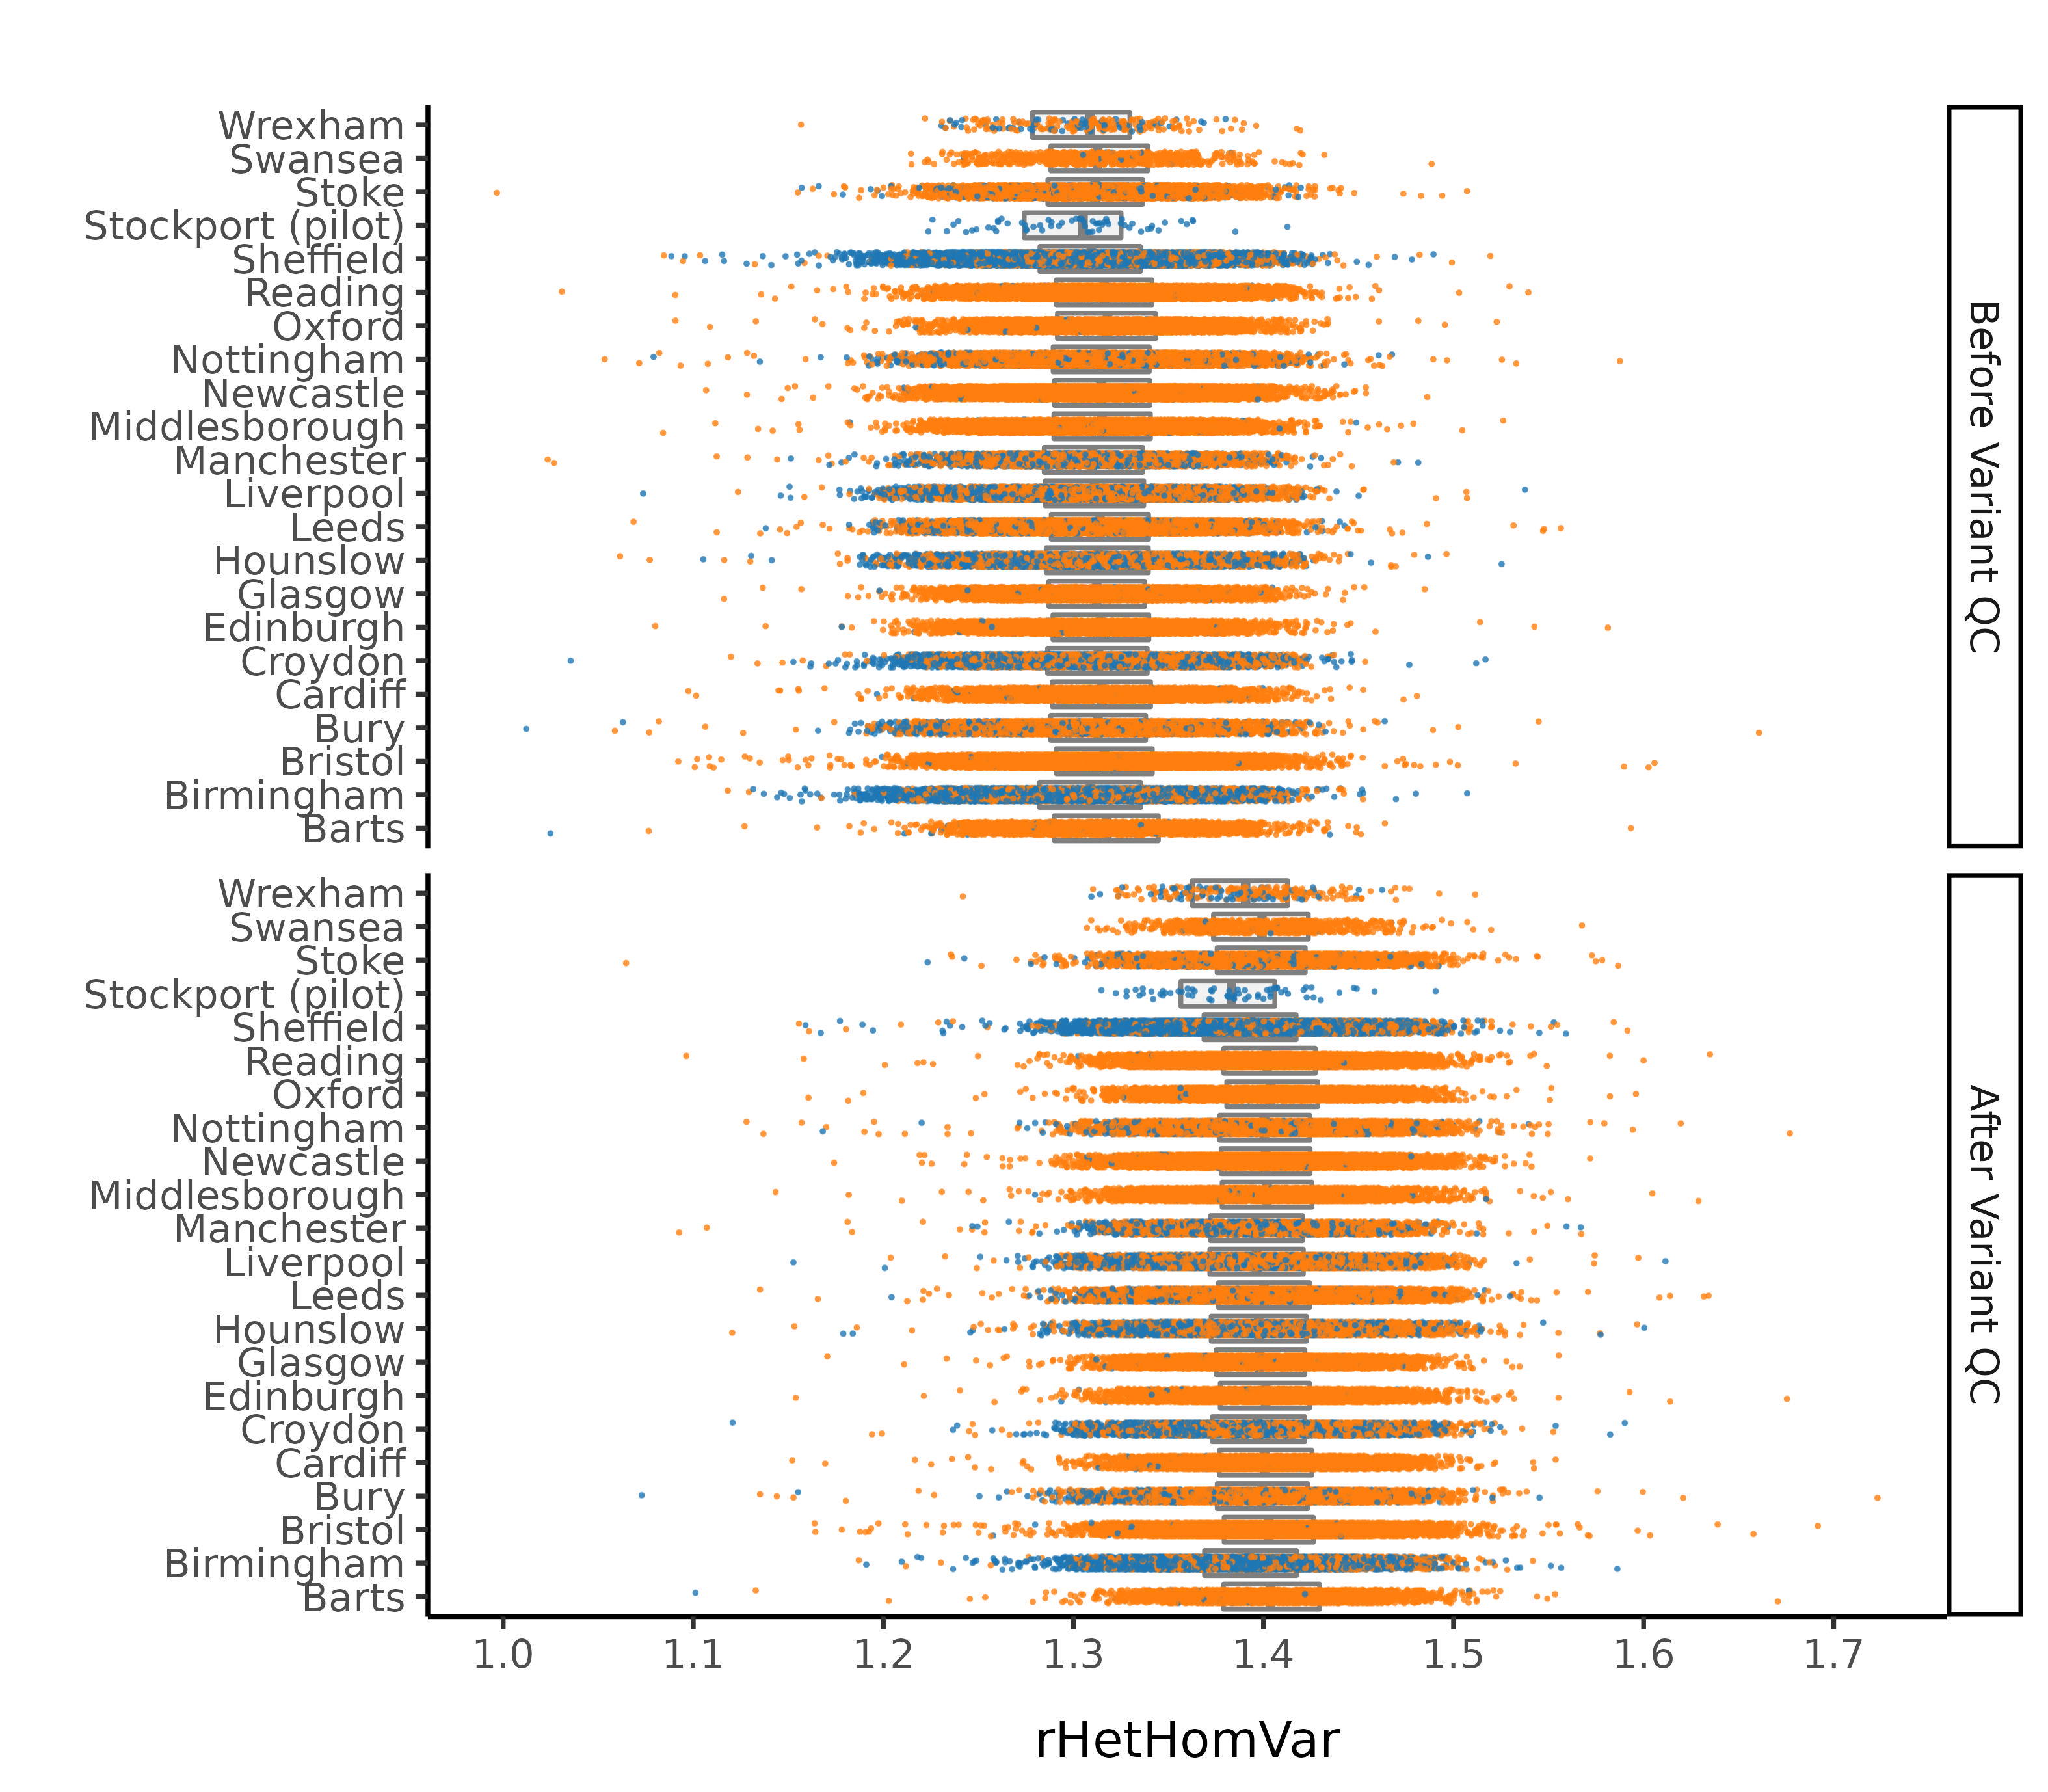 Wrexham
Swansea
Stoke
Stockport (pilot)
Sheffield
Reading
Oxford
Nottingham
Newcastle
Middlesborough
Manchester
Liverpool
Leeds
Hounslow
Glasgow
Edinburgh
Croydon
Cardiff
Bury
Bristol
Birmingham
Barts
Before Variant QC
Wrexham
Swansea
Stoke
Stockport (pilot)
Sheffield
Reading
Oxford
Nottingham
Newcastle
Middlesborough
Manchester
Liverpool
Leeds
Hounslow
Glasgow
Edinburgh
Croydon
Cardiff
Bury
Bristol
Birmingham
Barts
After Variant QC
1.0 1.1 1.2 1.3 1.4 1.5 1.6 1.7
rHetHomVar